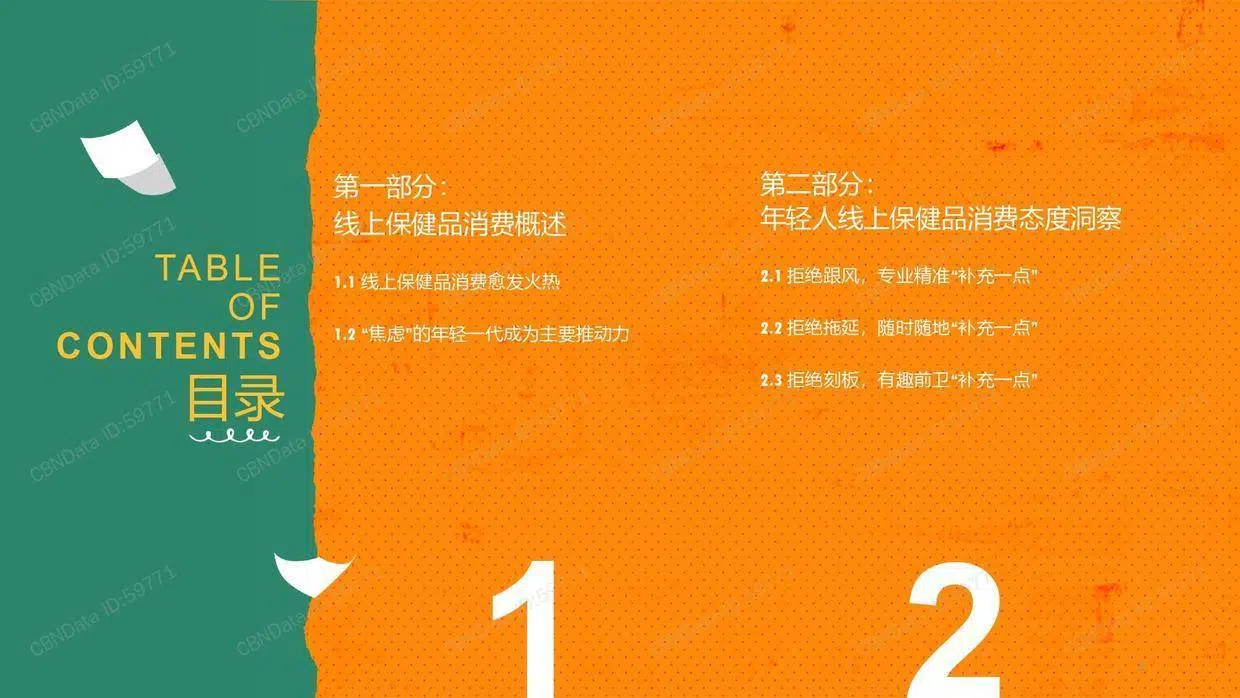 TABLE
OF
CONTENTS
目录
第一部分：
线上保健品消费概述
1.1 线上保健品消费愈发火热
1.2 “焦虑”的年轻一代成为主要推动力
第二部分：
年轻人线上保健品消费态度洞察
2.1 拒绝跟风，专业精准“补充一点”
2.2 拒绝拖延，随时随地“补充一点”
2.3 拒绝刻板，有趣前卫“补充一点”
1
2
CBNData ID:59771